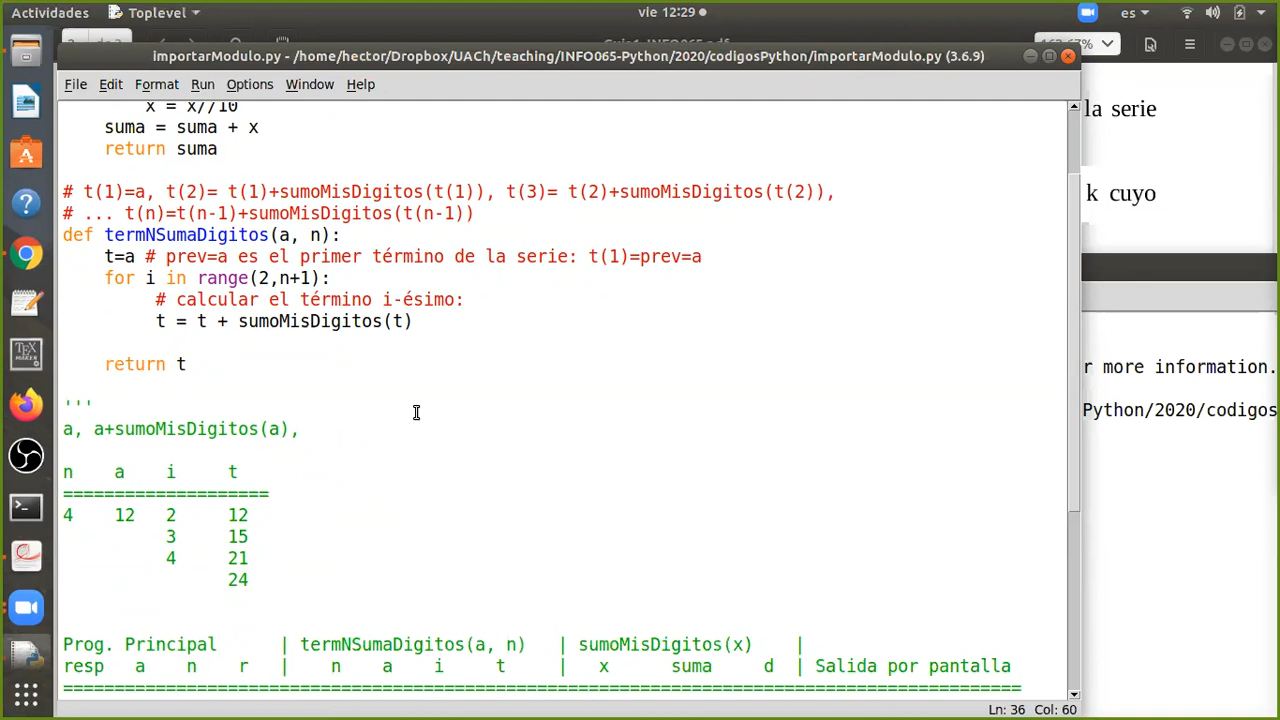 Actividades Toplevel vie 12:29 es
importarModulo.py - /home/hector/Dropbox/UACh/teaching/INFO065-Python/2020/codigosPython/importarModulo.py (3.6.9)
File Edit Format Run Options Window Help
x = x//10
suma = suma + x
return suma
# t(1)=a, t(2)= t(1)+sumoMisDigitos(t(1)), t(3)= t(2)+sumoMisDigitos(t(2)),
# ... t(n)=t(n-1)+sumoMisDigitos(t(n-1))
def termNSumaDigitos(a, n):
t=a # prev=a es el primer término de la serie: t(1)=prev=a
for i in range(2,n+1):
# calcular el término i-ésimo:
t = t + sumoMisDigitos(t)
return t
'''
a, a+sumoMisDigitos(a),
n a i t
====================
4 12 2 12
3 15
4 21
24
Prog. Principal | termNSumaDigitos(a, n) | sumoMisDigitos(x) |
resp a n r | n a i t | x suma d | Salida por pantalla
=============================================================================================
Ln: 36 Col: 60
la serie
k cuyo
r more information.
Python/2020/codigos